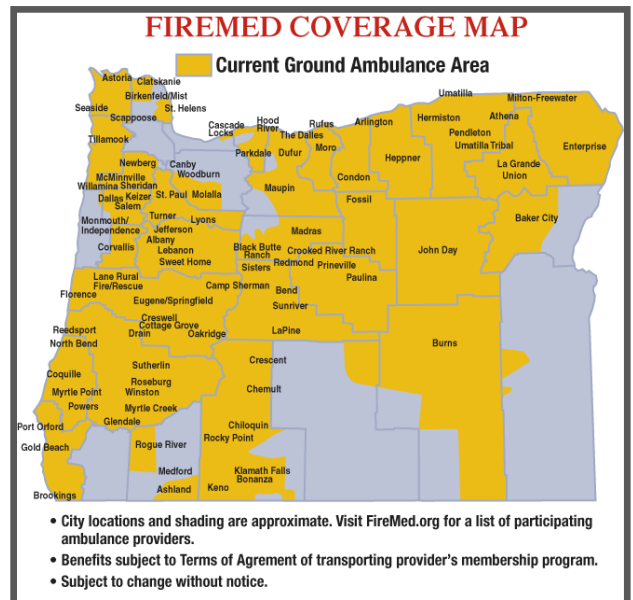 FIREMED COVERAGE MAP
Current Ground Ambulance Area
Astoria
Clatskanie
Birkenfeld/Mist
Seaside
St. Helens
Scappoose
Tillamook
Cascade
Locks
Hood
River
The Dalles
Rufus
Arlington
Umatilla
Milton-Freewater
Hermiston
Athena
Pendleton
Umatilla Tribal
Enterprise
Parkdale
Dufur
Moro
Heppner
La Grande
Union
Newberg
Canby
Woodburn
McMinnville
Willamina
Sheridan
Dallas
Keizer
St. Paul
Molalla
Salem
Maupin
Condon
Fossil
Baker City
Turner
Lyons
Monmouth/
Independence
Jefferson
Albany
Corvallis
Lebanon
Sweet Home
Madras
Black Butte
Ranch
Crooked River Ranch
Sisters
Redmond
Prineville
John Day
Paulina
Lane Rural
Fire/Rescue
Florence
Camp Sherman
Bend
Eugene/Springfield
Sunriver
Creswell
Cottage Grove
Reedsport
Drain
Oakridge
LaPine
North Bend
Burns
Crescent
Sutherlin
Coquille
Roseburg
Winston
Chemult
Myrtle Point
Powers
Myrtle Creek
Glendale
Port Orford
Chiloquin
Rocky Point
Gold Beach
Rogue River
Medford
Klamath Falls
Bonanza
Ashland
Keno
Brookings
• City locations and shading are approximate. Visit FireMed.org for a list of participating
ambulance providers.
• Benefits subject to Terms of Agrement of transporting provider's membership program.
• Subject to change without notice.